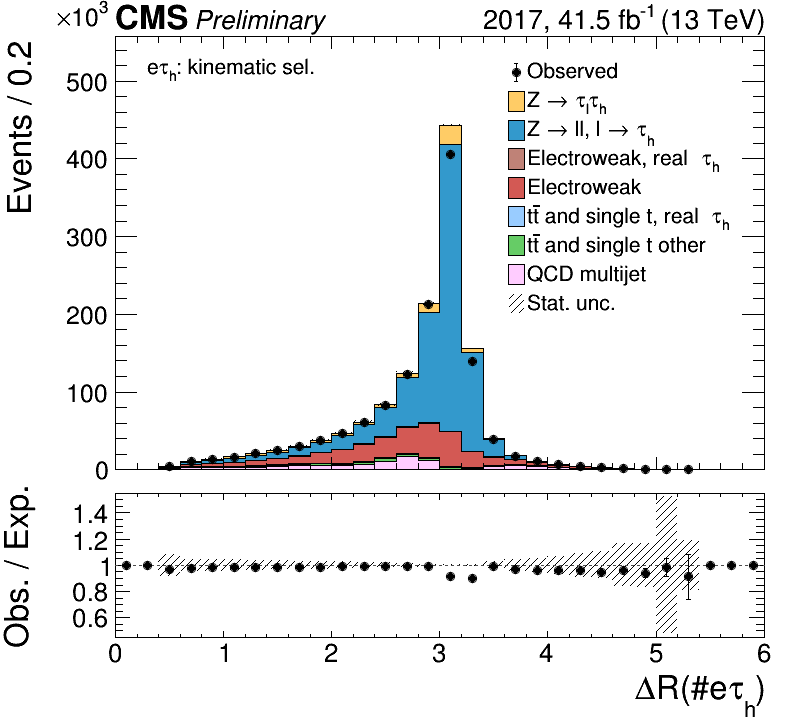 ×10³ CMS Preliminary 2017, 41.5 fb⁻¹ (13 TeV)
eτₕ: kinematic sel.
Observed
Z → τₗτₕ
Z → ll, l → τₕ
Electroweak, real τₕ
Electroweak
tt̄ and single t, real τₕ
tt̄ and single t other
QCD multijet
Stat. unc.
Events / 0.2
500
400
300
200
100
0
Obs. / Exp.
1.4
1.2
1
0.8
0.6
0 1 2 3 4 5 6
ΔR(#eτₕ)